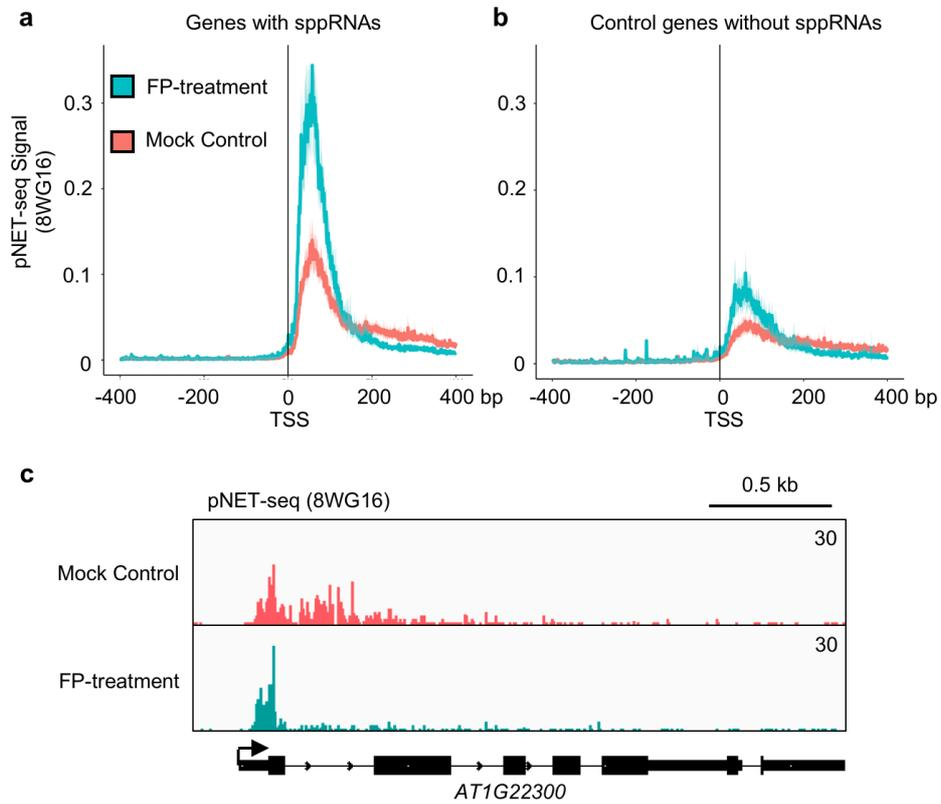 a
Genes with sppRNAs
pNET-seq Signal
(8WG16)
FP-treatment
Mock Control
0.3
0.2
0.1
0
-400 -200 0 200 400 bp
TSS
b
Control genes without sppRNAs
0.3
0.2
0.1
0
-400 -200 0 200 400 bp
TSS
c
pNET-seq (8WG16)
0.5 kb
Mock Control
30
FP-treatment
30
AT1G22300